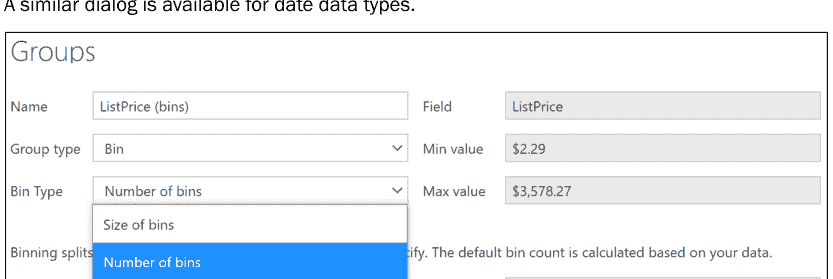 A similar dialog is available for date data types.
Groups
Name ListPrice (bins) Field ListPrice
Group type Bin Min value $2.29
Bin Type Number of bins Max value $3,578.27
Size of bins
Binning splits ify. The default bin count is calculated based on your data.
Number of bins